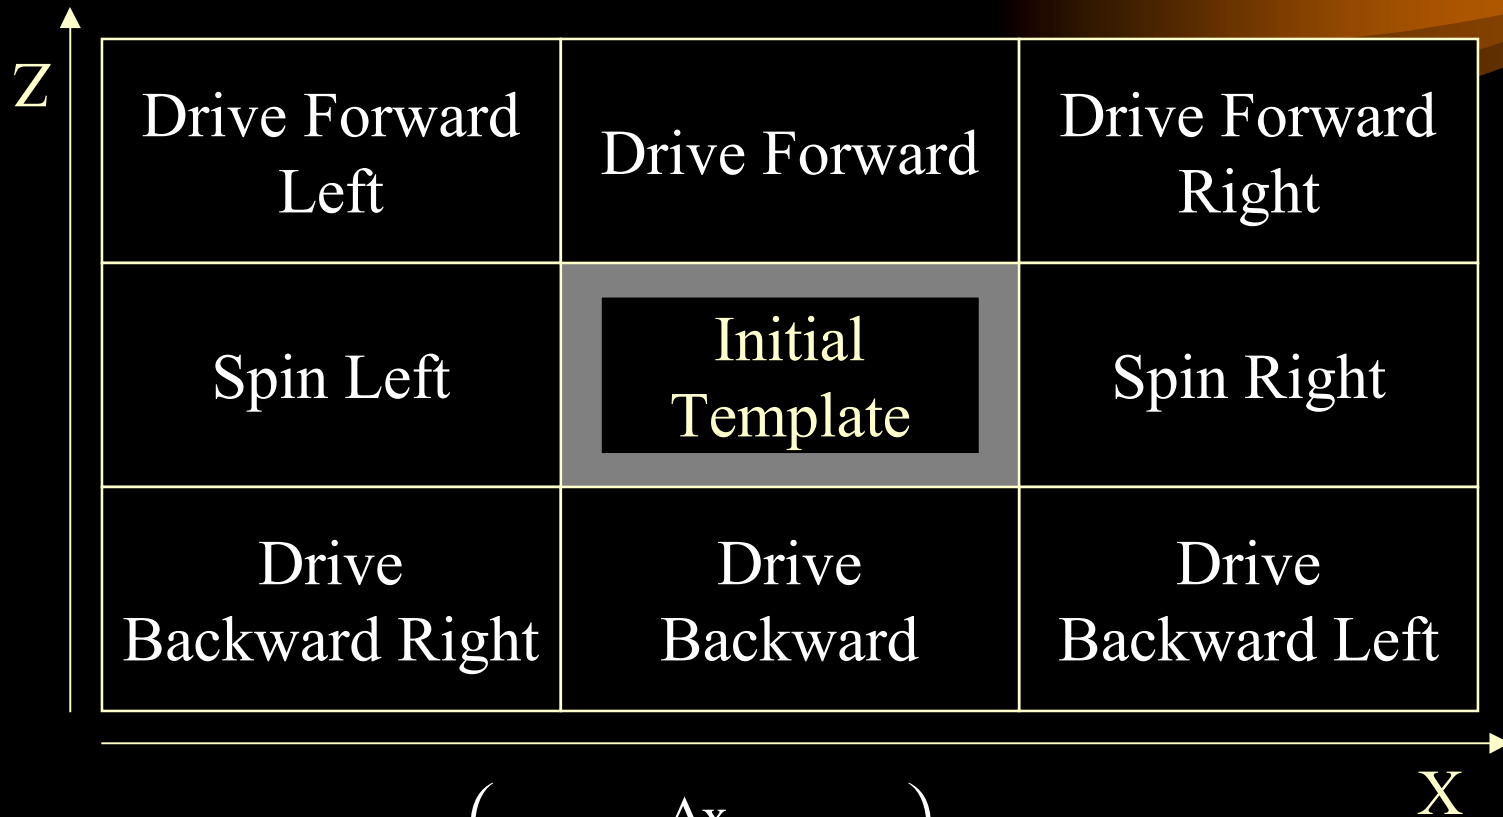 Z
Drive Forward
Left
Drive Forward
Drive Forward
Right
Spin Left
Initial
Template
Spin Right
Drive
Backward Right
Drive
Backward
Drive
Backward Left
X
( Δx )